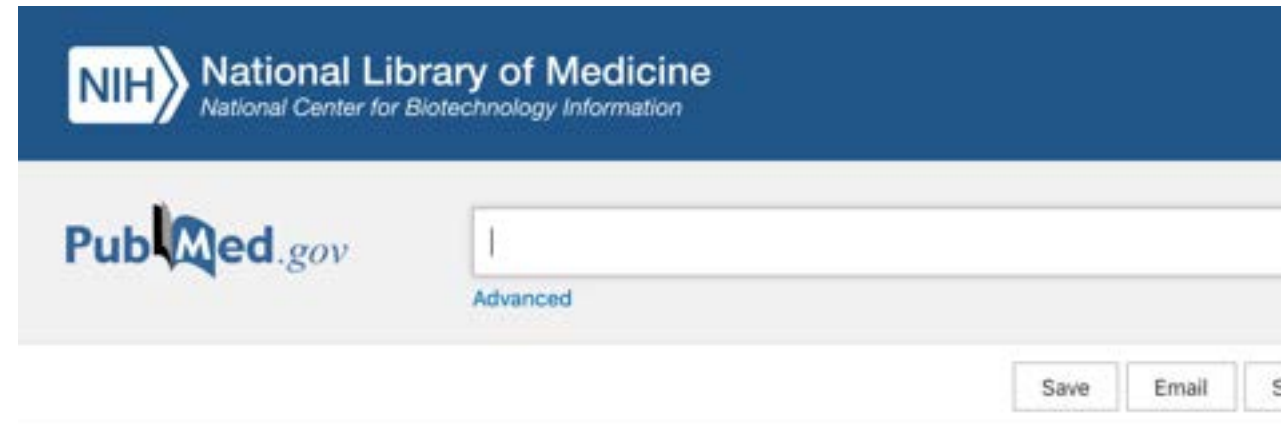 NIH National Library of Medicine
National Center for Biotechnology Information
PubMed.gov
Advanced
Save Email